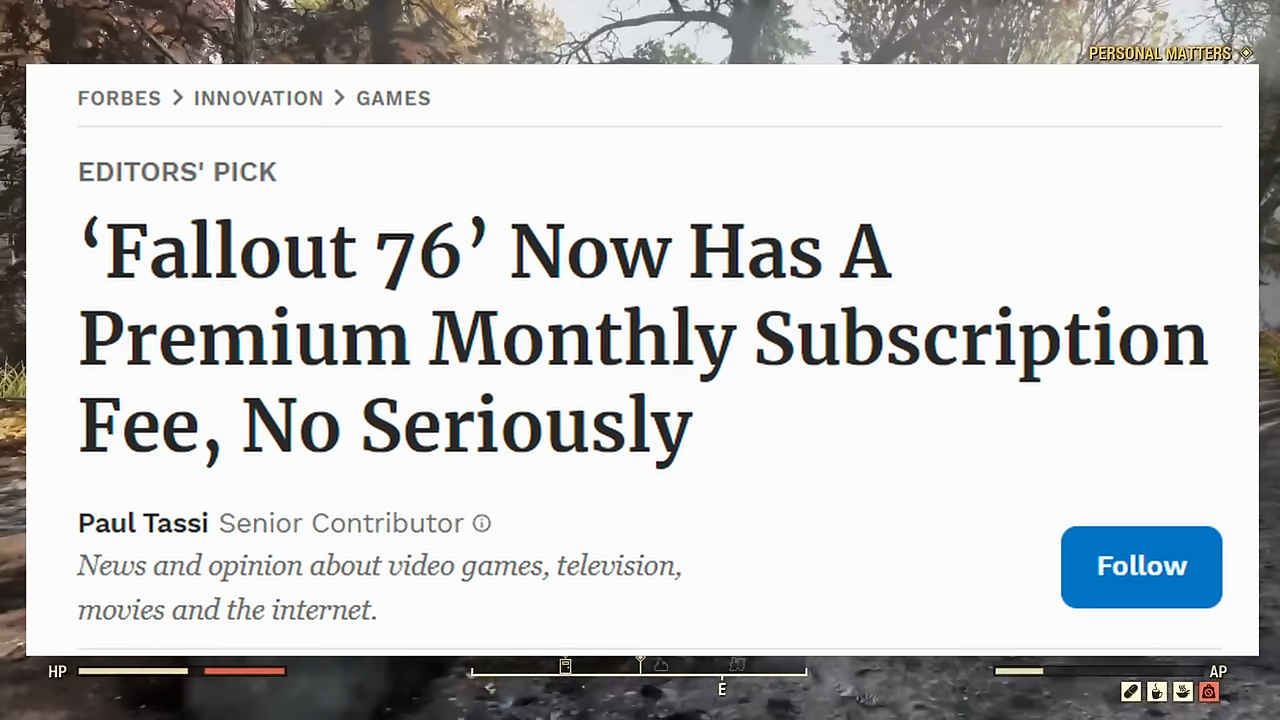 PERSONAL MATTERS
FORBES > INNOVATION > GAMES
EDITORS' PICK
‘Fallout 76’ Now Has A
Premium Monthly Subscription
Fee, No Seriously
Paul Tassi Senior Contributor
News and opinion about video games, television,
movies and the internet.
Follow
HP
E
AP